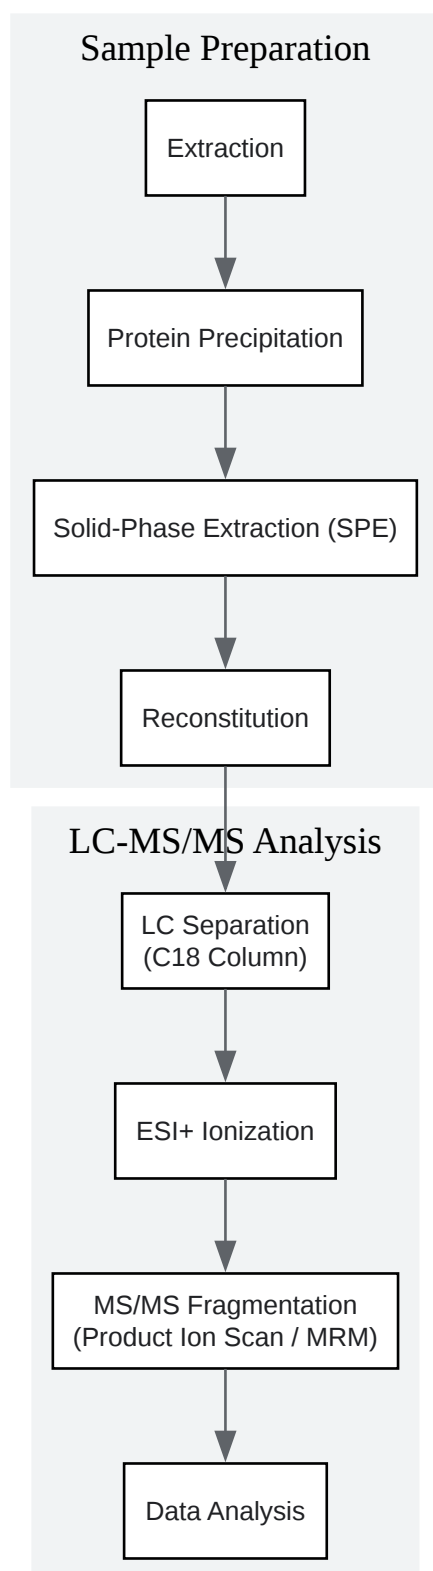 Sample Preparation
Extraction
Protein Precipitation
Solid-Phase Extraction (SPE)
Reconstitution
LC-MS/MS Analysis
LC Separation
(C18 Column)
ESI+ Ionization
MS/MS Fragmentation
(Product Ion Scan / MRM)
Data Analysis